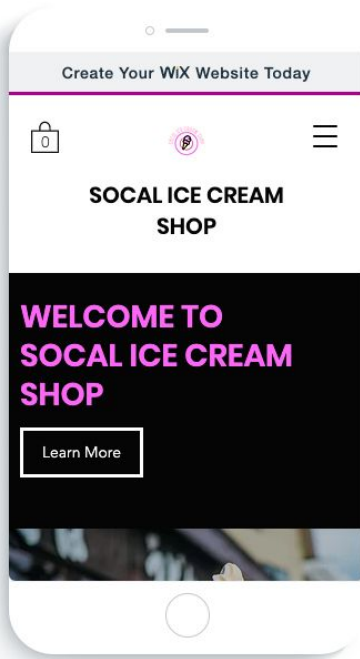 Create Your WiX Website Today
0
SOCAL ICE CREAM
SHOP
WELCOME TO
SOCAL ICE CREAM
SHOP
Learn More